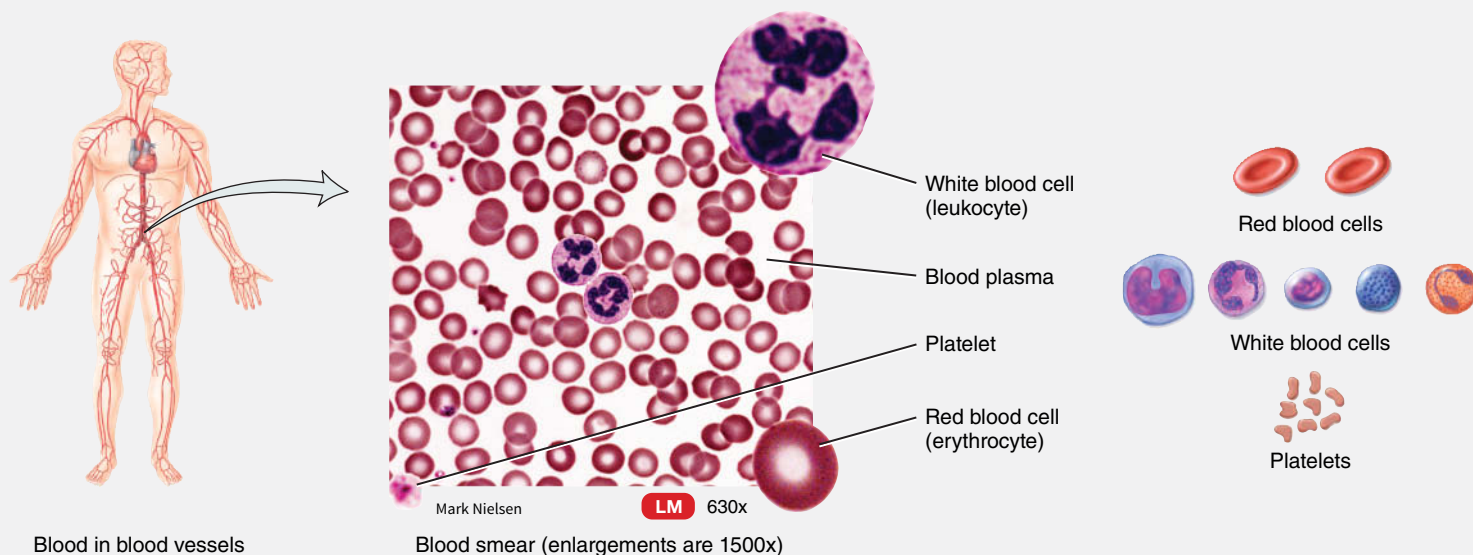 White blood cell
(leukocyte)
Blood plasma
Platelet
Red blood cell
(erythrocyte)
Red blood cells
White blood cells
Platelets
Mark Nielsen
LM 630x
Blood in blood vessels
Blood smear (enlargements are 1500x)